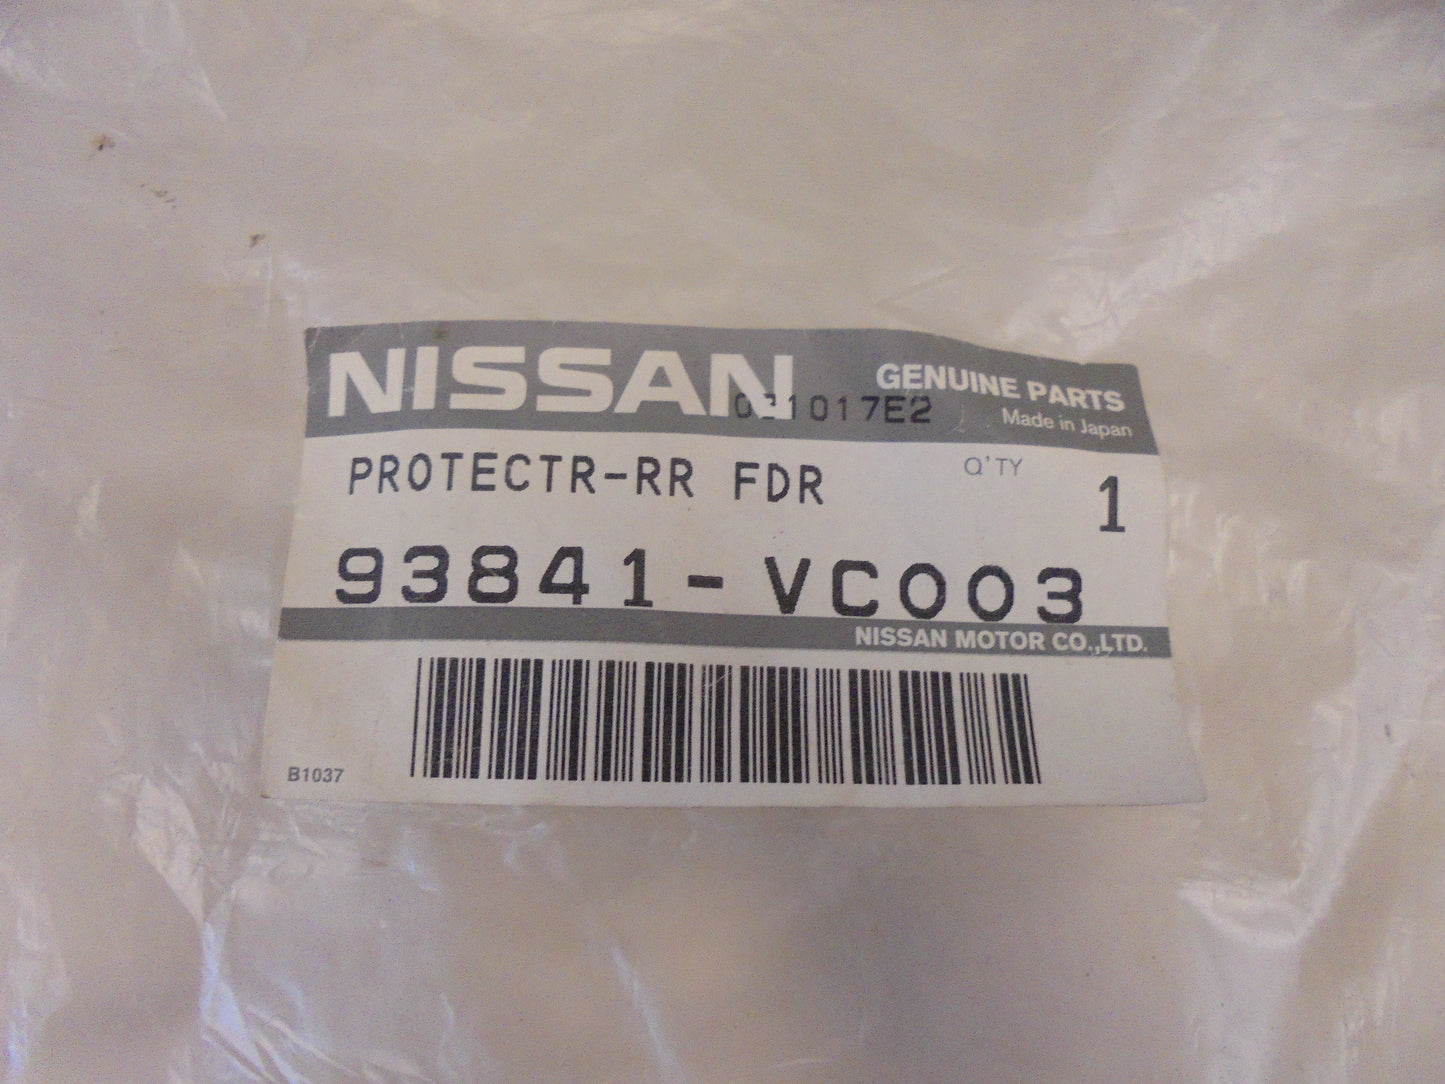 NISSAN
GENUINE PARTS
Made in Japan
PROTECTR-RR FDR
Q'TY
1
93841-VC003
NISSAN MOTOR CO.,LTD.
B1037